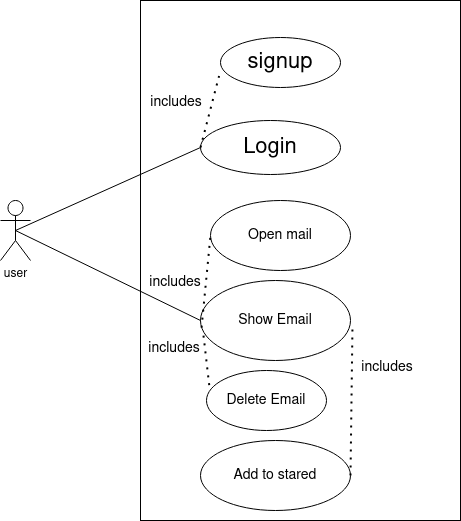 signup
includes
Login
Open mail
user
includes
Show Email
includes
includes
Delete Email
Add to stared